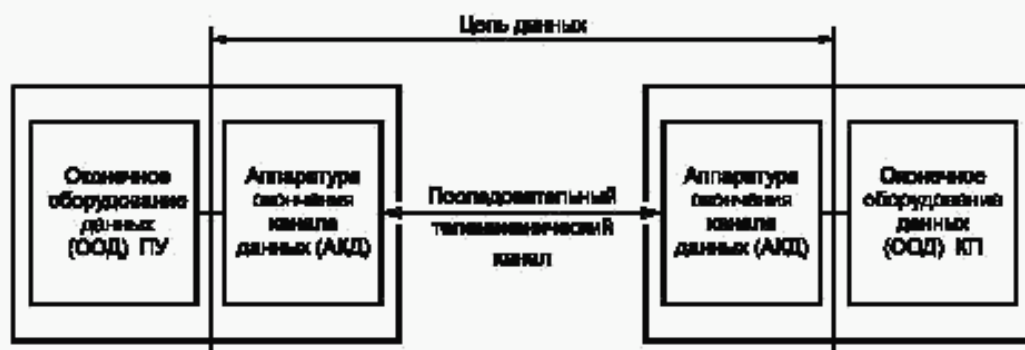 Цепь данных
Оконечное
оборудование
данных
(ООД) ПУ
Аппаратура
окончания
канала
данных (АКД)
Последовательный
телемеханический
канал
Аппаратура
окончания
канала
данных (АКД)
Оконечное
оборудование
данных
(ООД) КП